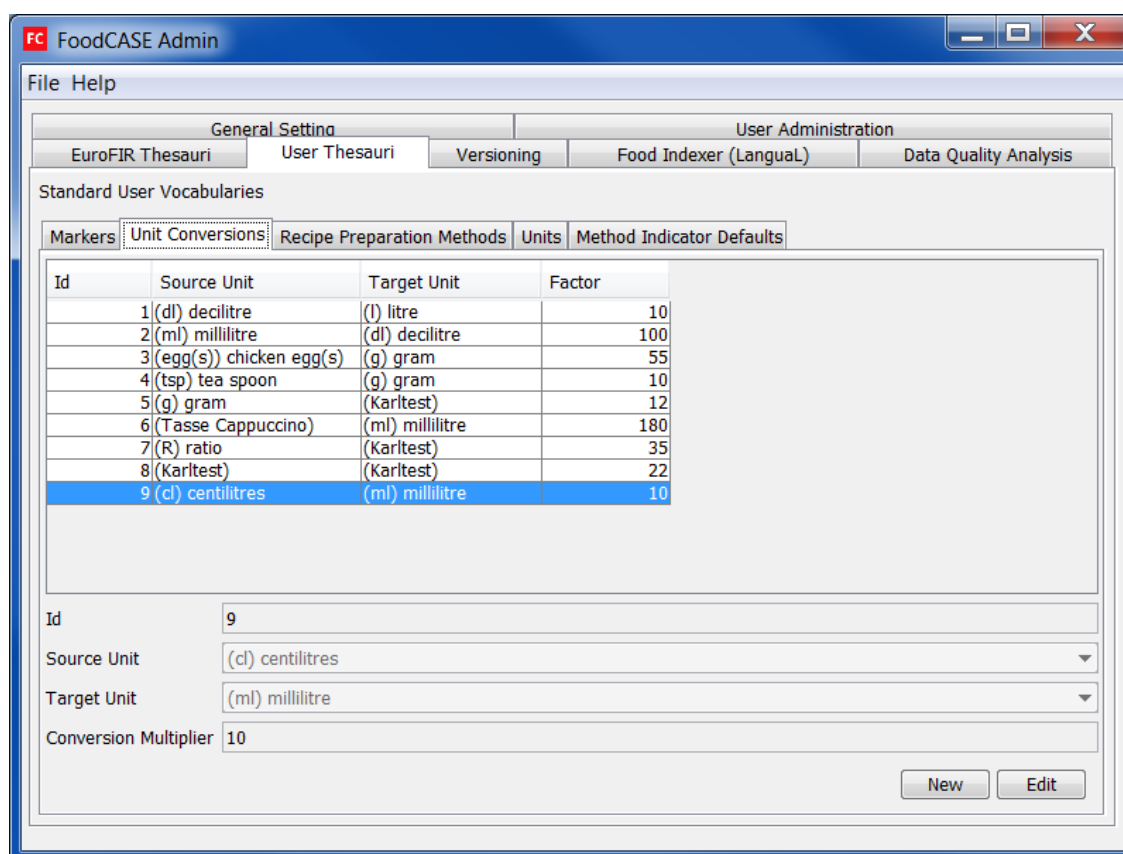 FC FoodCASE Admin
File Help
General Setting User Administration
EuroFIR Thesauri User Thesauri Versioning Food Indexer (LanguaL) Data Quality Analysis
Standard User Vocabularies
Markers Unit Conversions Recipe Preparation Methods Units Method Indicator Defaults
Id Source Unit Target Unit Factor
1 (dl) decilitre (l) litre 10
2 (ml) millilitre (dl) decilitre 100
3 (egg(s)) chicken egg(s) (g) gram 55
4 (tsp) tea spoon (g) gram 10
5 (g) gram (Karltest) 12
6 (Tasse Cappuccino) (ml) millilitre 180
7 (R) ratio (Karltest) 35
8 (Karltest) (Karltest) 22
9 (cl) centilitres (ml) millilitre 10
Id 9
Source Unit (cl) centilitres
Target Unit (ml) millilitre
Conversion Multiplier 10
New Edit